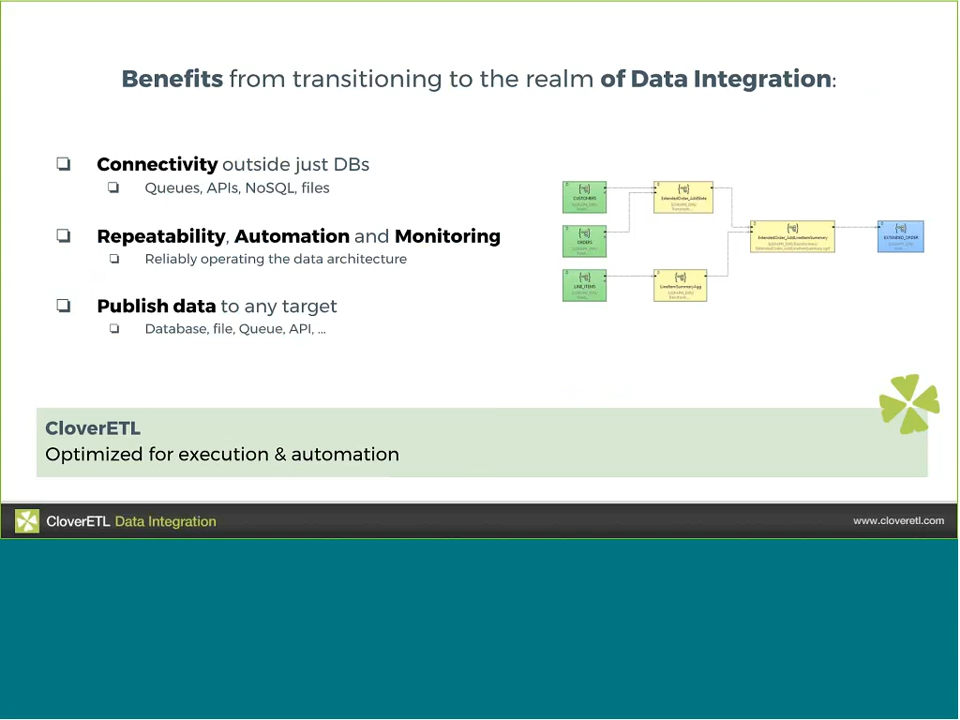 Benefits from transitioning to the realm of Data Integration:
❏ Connectivity outside just DBs
❏ Queues, APIs, NoSQL, files
❏ Repeatability, Automation and Monitoring
❏ Reliably operating the data architecture
❏ Publish data to any target
❏ Database, file, Queue, API, ...
CUSTOMERS
ORDERS
LINE_ITEMS
EXTENDED_ORDER
CloverETL
Optimized for execution & automation
CloverETL Data Integration
www.cloveretl.com